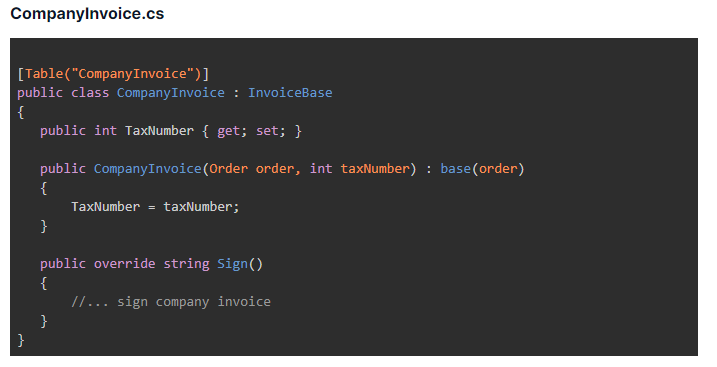 CompanyInvoice.cs
[Table("CompanyInvoice")]
public class CompanyInvoice : InvoiceBase
{
public int TaxNumber { get; set; }
public CompanyInvoice(Order order, int taxNumber) : base(order)
{
TaxNumber = taxNumber;
}
public override string Sign()
{
//... sign company invoice
}
}